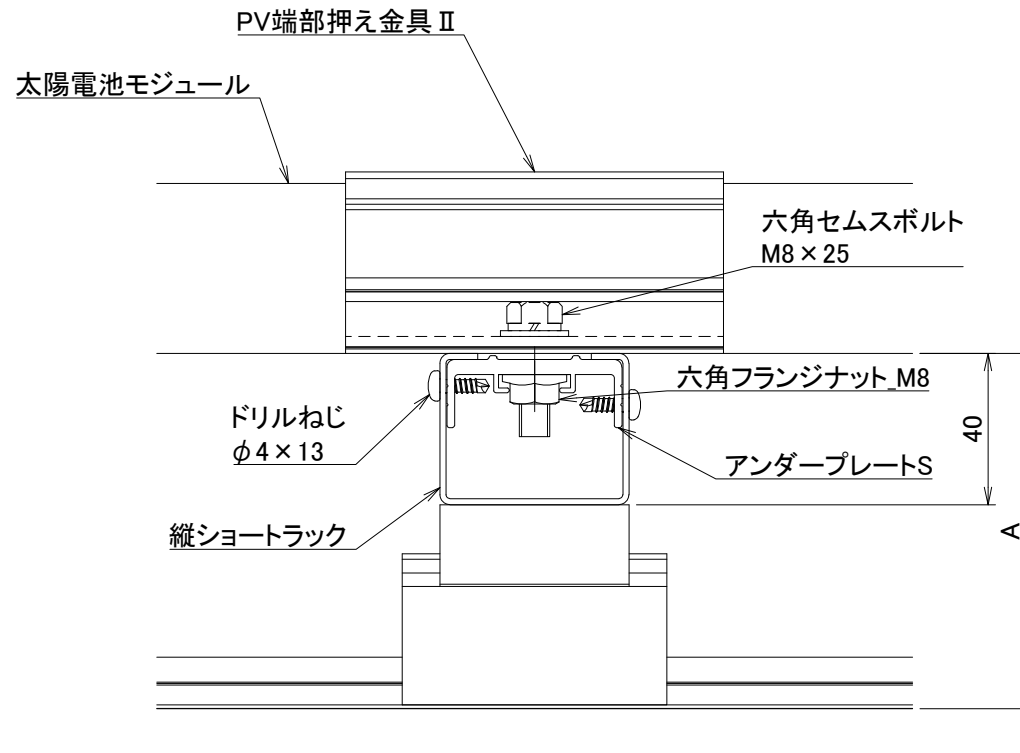 PV端部押え金具Ⅱ
太陽電池モジュール
六角セムスボルト
M8×25
六角フランジナット_M8
ドリルねじ
φ4×13
40
アンダープレートS
縦ショートラック
A